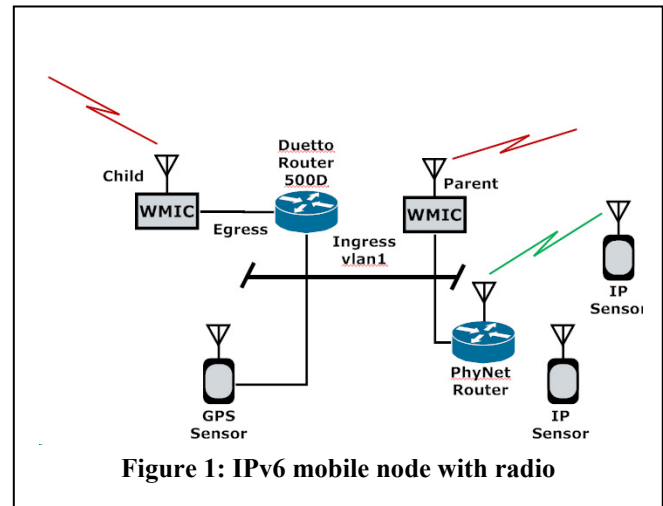 Duetto
Router
500D
Child
WMIC
Egress
Parent
WMIC
Ingress
vlan1
IP
Sensor
PhyNet
Router
GPS
Sensor
IP
Sensor
Figure 1: IPv6 mobile node with radio